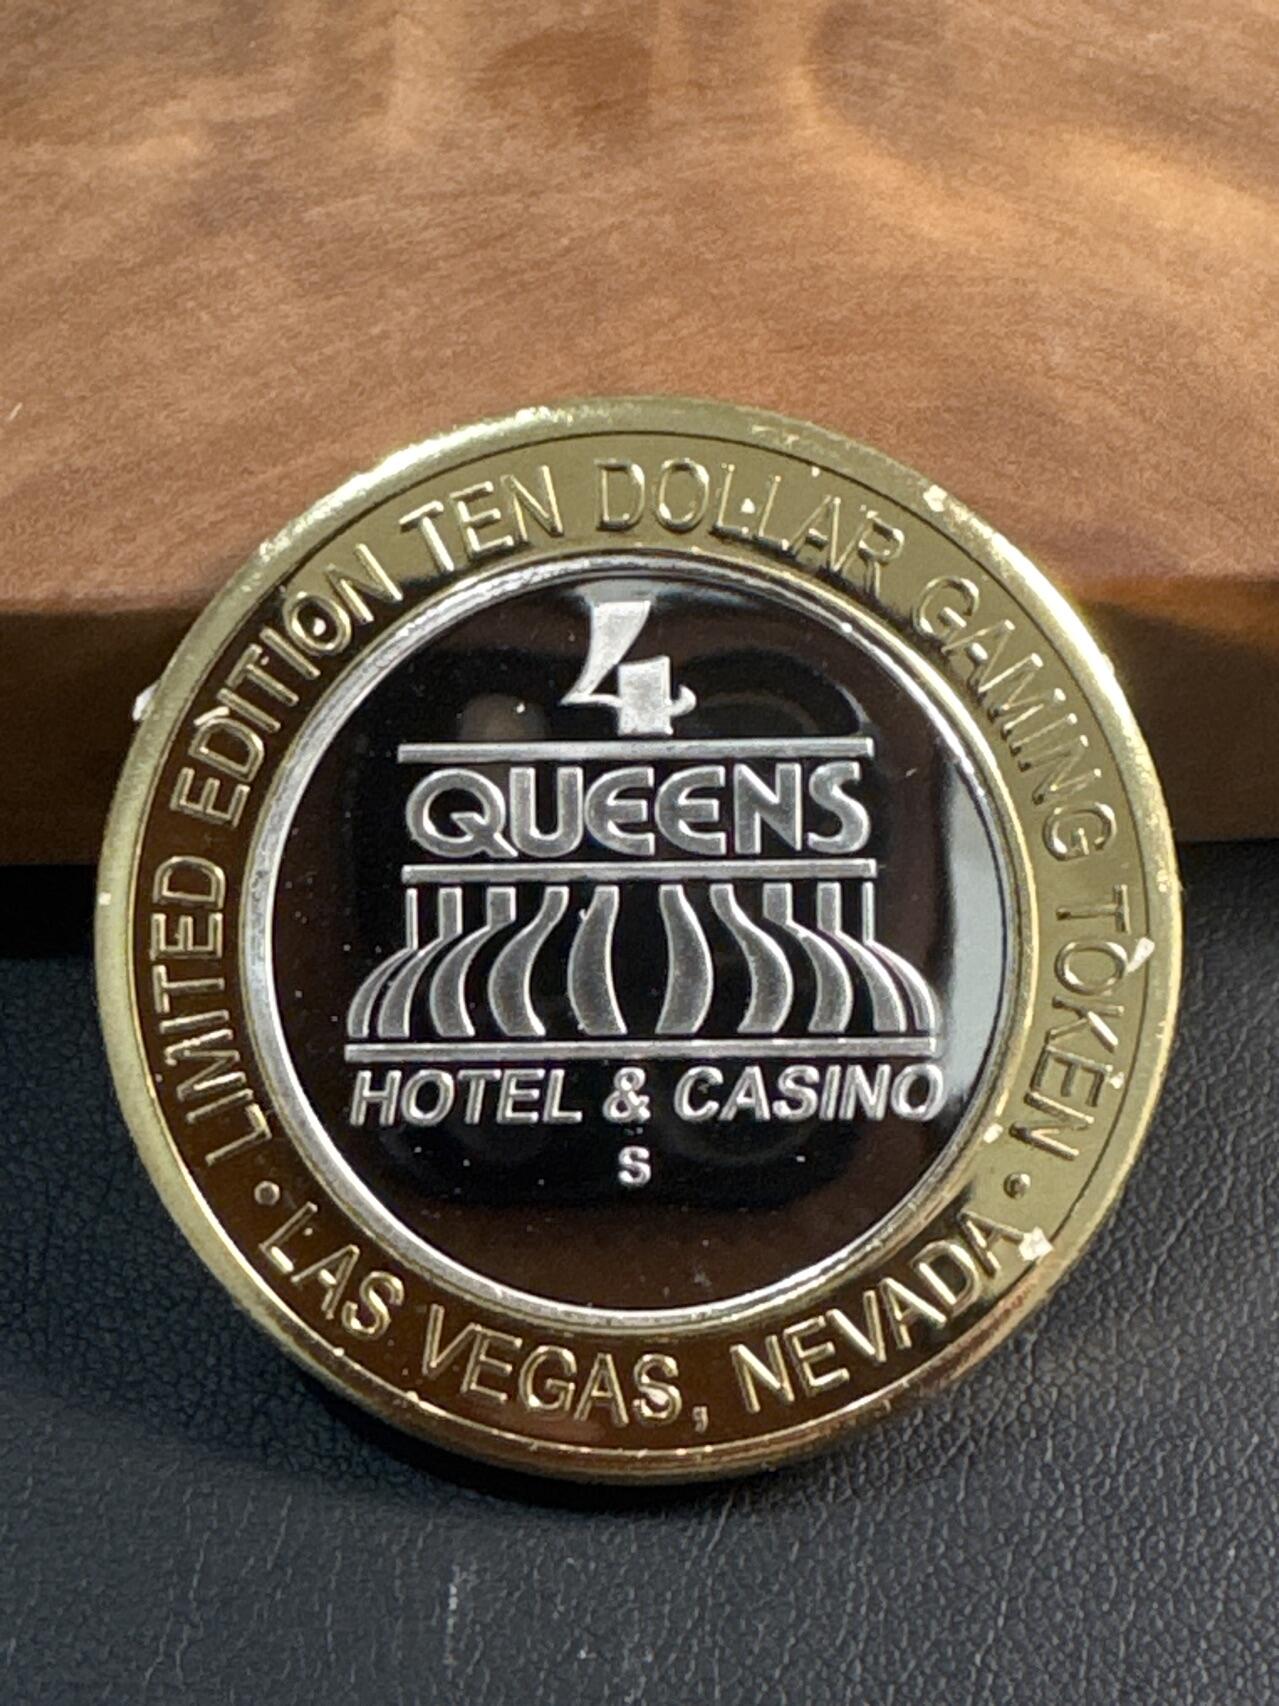 LIMITED EDITION TEN DOLLAR GAMING TOKEN
4
QUEENS
HOTEL & CASINO
S
• LAS VEGAS, NEVADA •